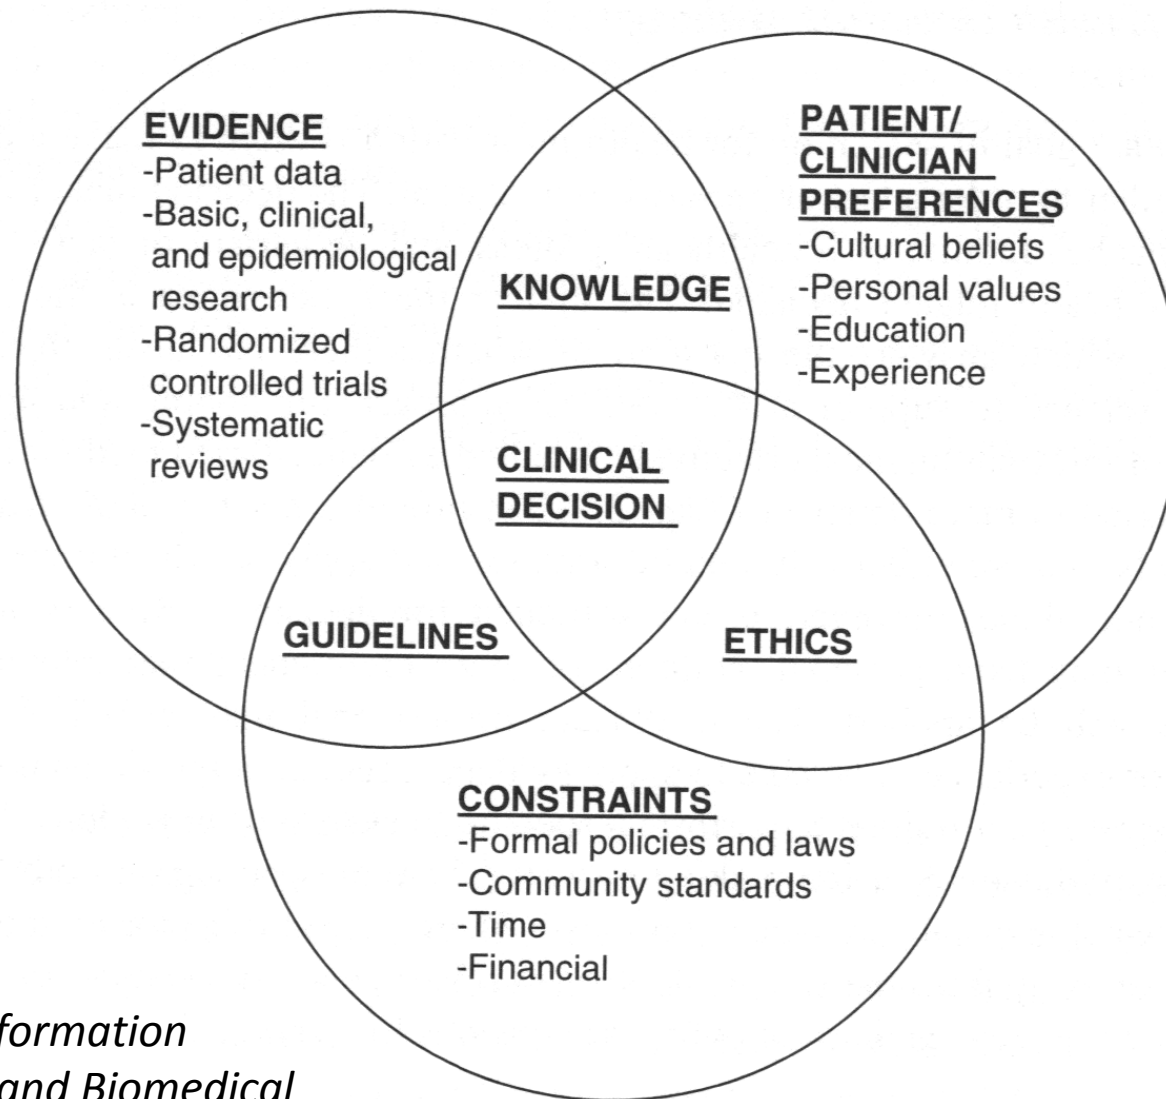 EVIDENCE
-Patient data
-Basic, clinical,
and epidemiological
research
-Randomized
controlled trials
-Systematic
reviews
PATIENT/
CLINICIAN
PREFERENCES
-Cultural beliefs
-Personal values
-Education
-Experience
KNOWLEDGE
CLINICAL
DECISION
GUIDELINES
ETHICS
CONSTRAINTS
-Formal policies and laws
-Community standards
-Time
-Financial
formation
and Biomedical